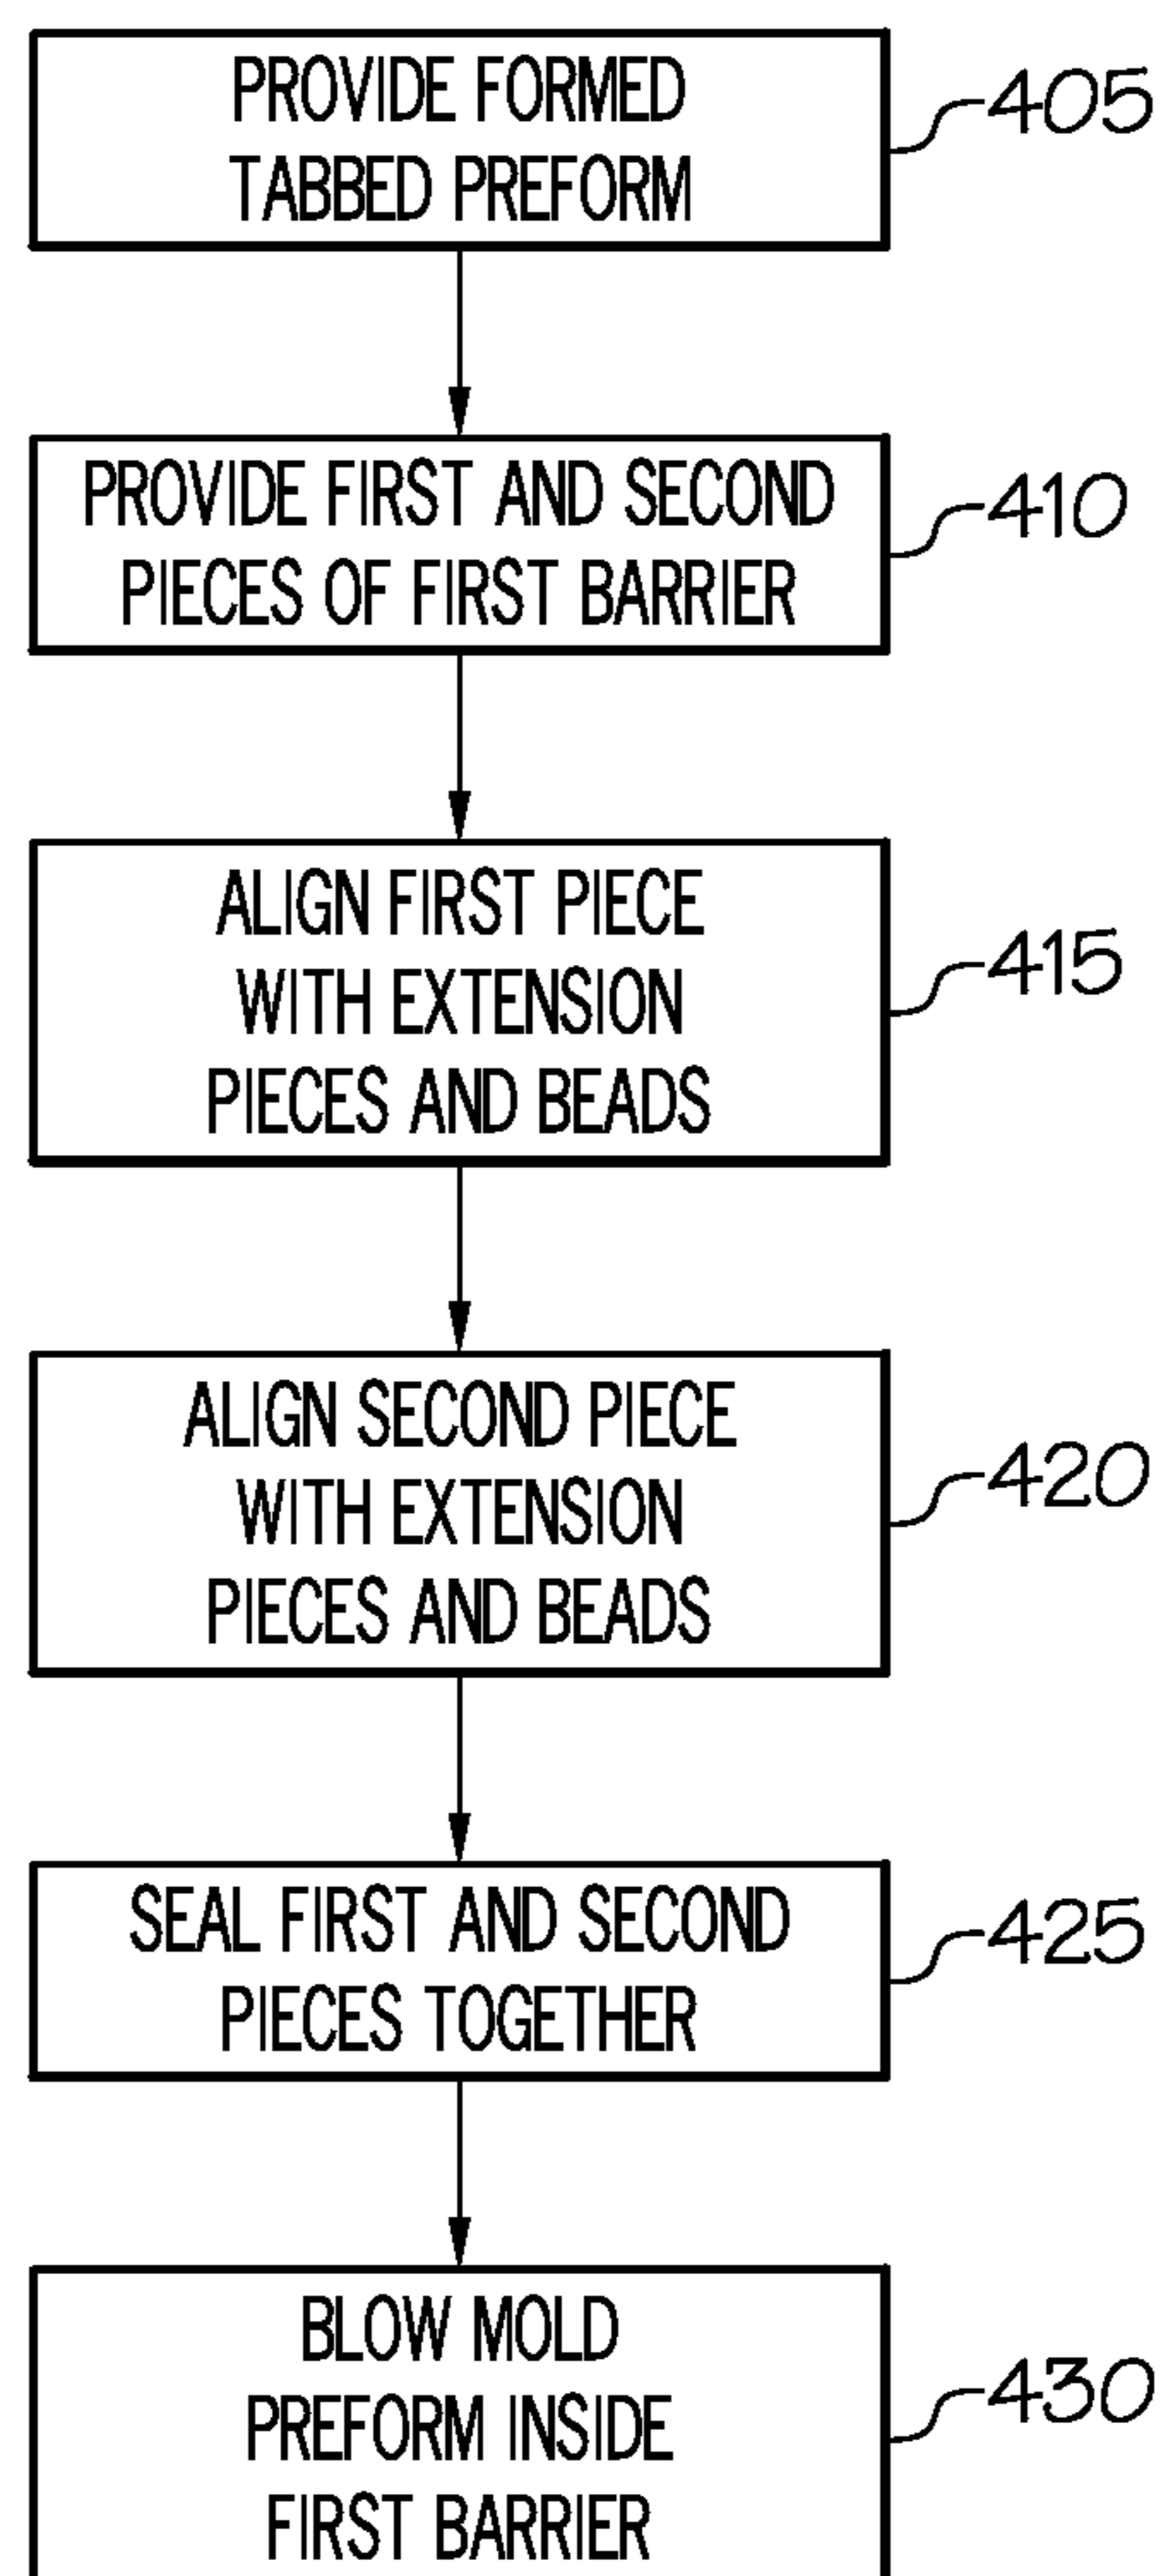 PROVIDE FORMED
TABBED PREFORM
405
PROVIDE FIRST AND SECOND
PIECES OF FIRST BARRIER
410
ALIGN FIRST PIECE
WITH EXTENSION
PIECES AND BEADS
415
ALIGN SECOND PIECE
WITH EXTENSION
PIECES AND BEADS
420
SEAL FIRST AND SECOND
PIECES TOGETHER
425
BLOW MOLD
PREFORM INSIDE
FIRST BARRIER
430